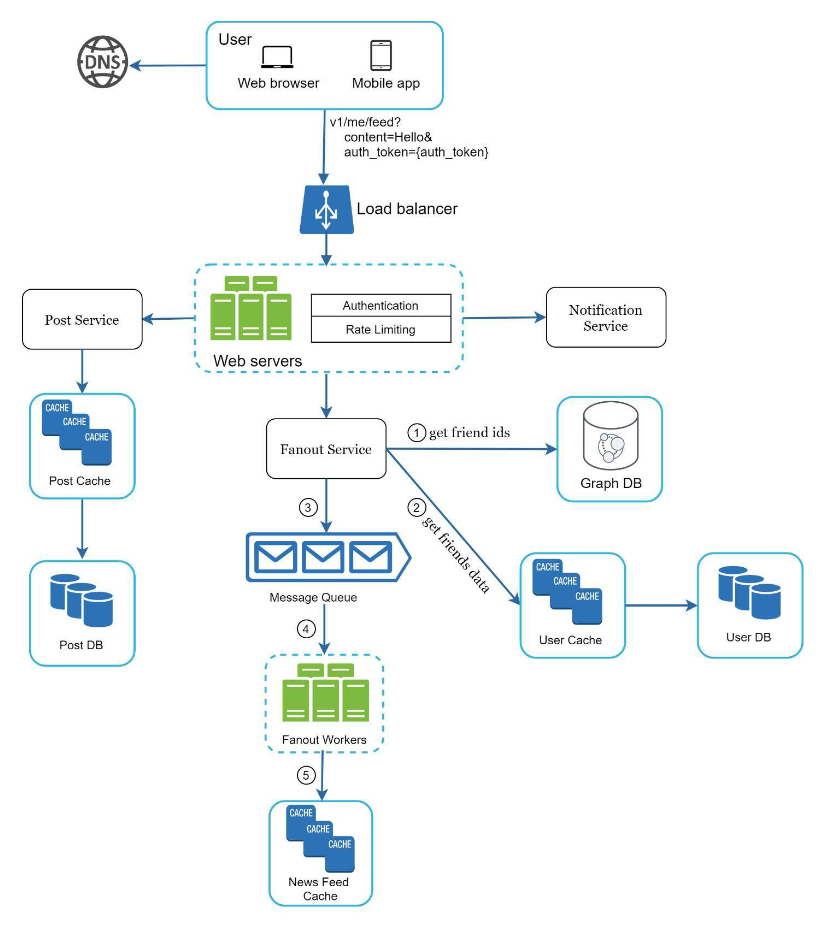 DNS
User
Web browser
Mobile app
v1/me/feed?
content=Hello&
auth_token={auth_token}
Load balancer
Post Service
Authentication
Rate Limiting
Web servers
Notification
Service
CACHE
CACHE
CACHE
Post Cache
Fanout Service
1 get friend ids
Graph DB
2 get friends data
3
Message Queue
Post DB
CACHE
CACHE
CACHE
User Cache
User DB
4
Fanout Workers
5
CACHE
CACHE
CACHE
News Feed
Cache